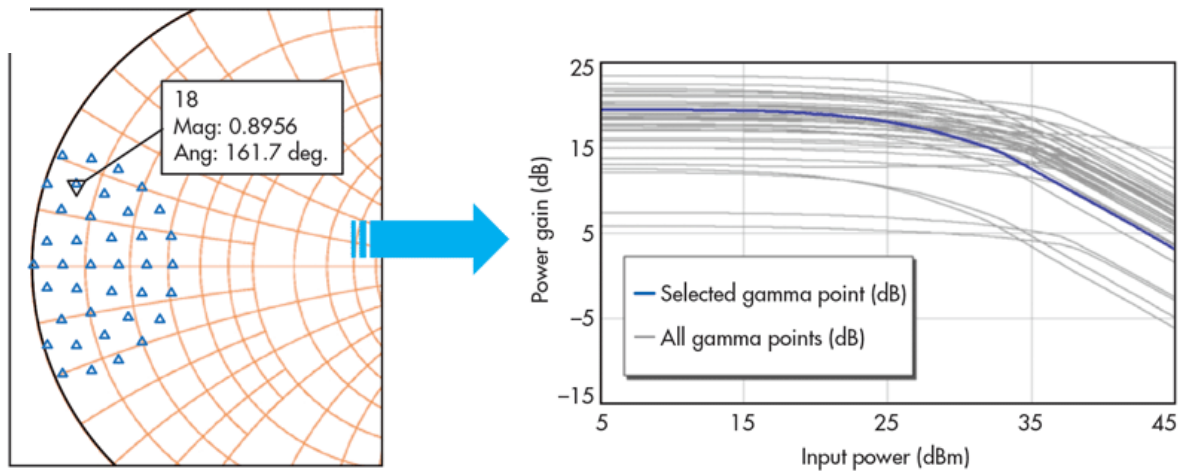 18
Mag: 0.8956
Ang: 161.7 deg.
Power gain (dB)
25
15
5
−5
−15
Selected gamma point (dB)
All gamma points (dB)
5
15
25
35
45
Input power (dBm)